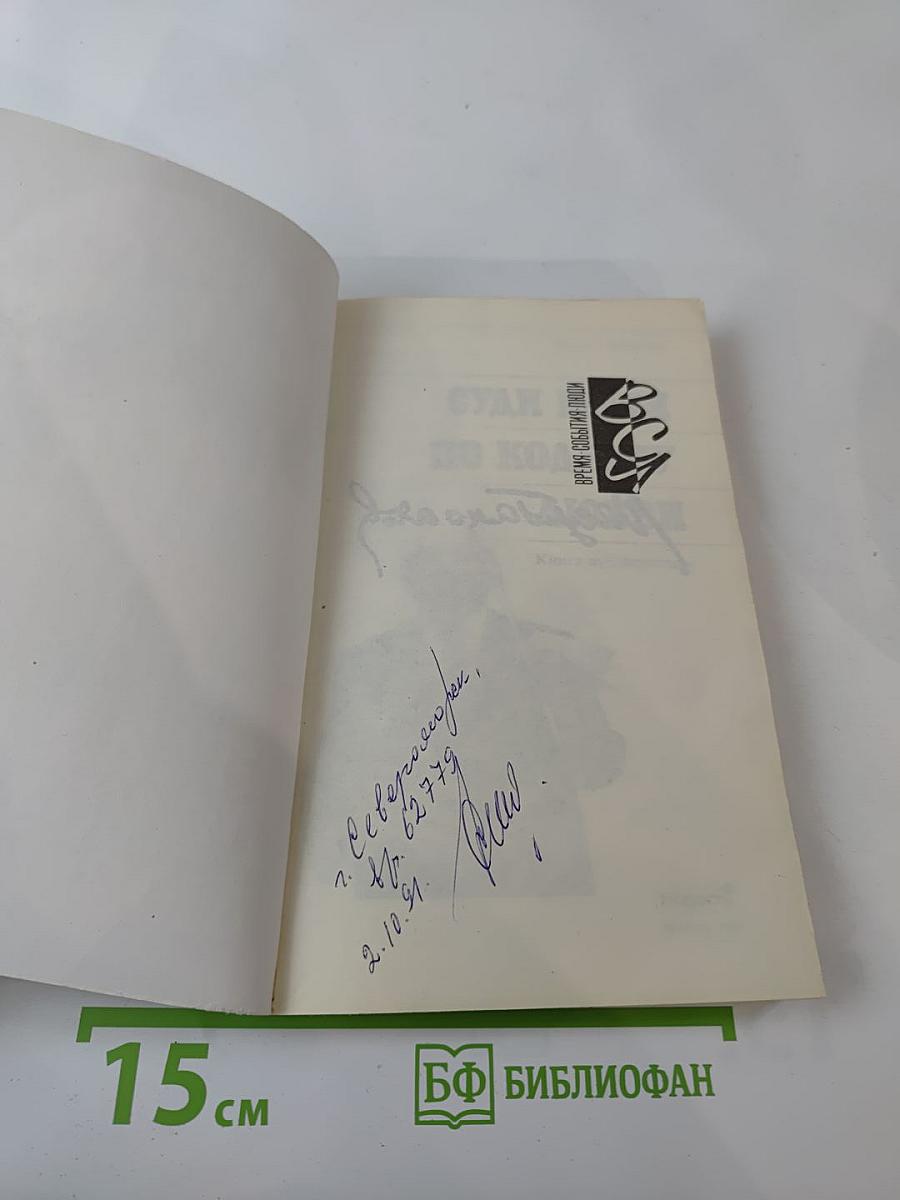 ВРЕМЯ·СОБЫТИЯ·ЛЮДИ
ВСЛ
г. Североморск,
в/ч. 62779
2.10.91.
15 см
БФ БИБЛИОФАН